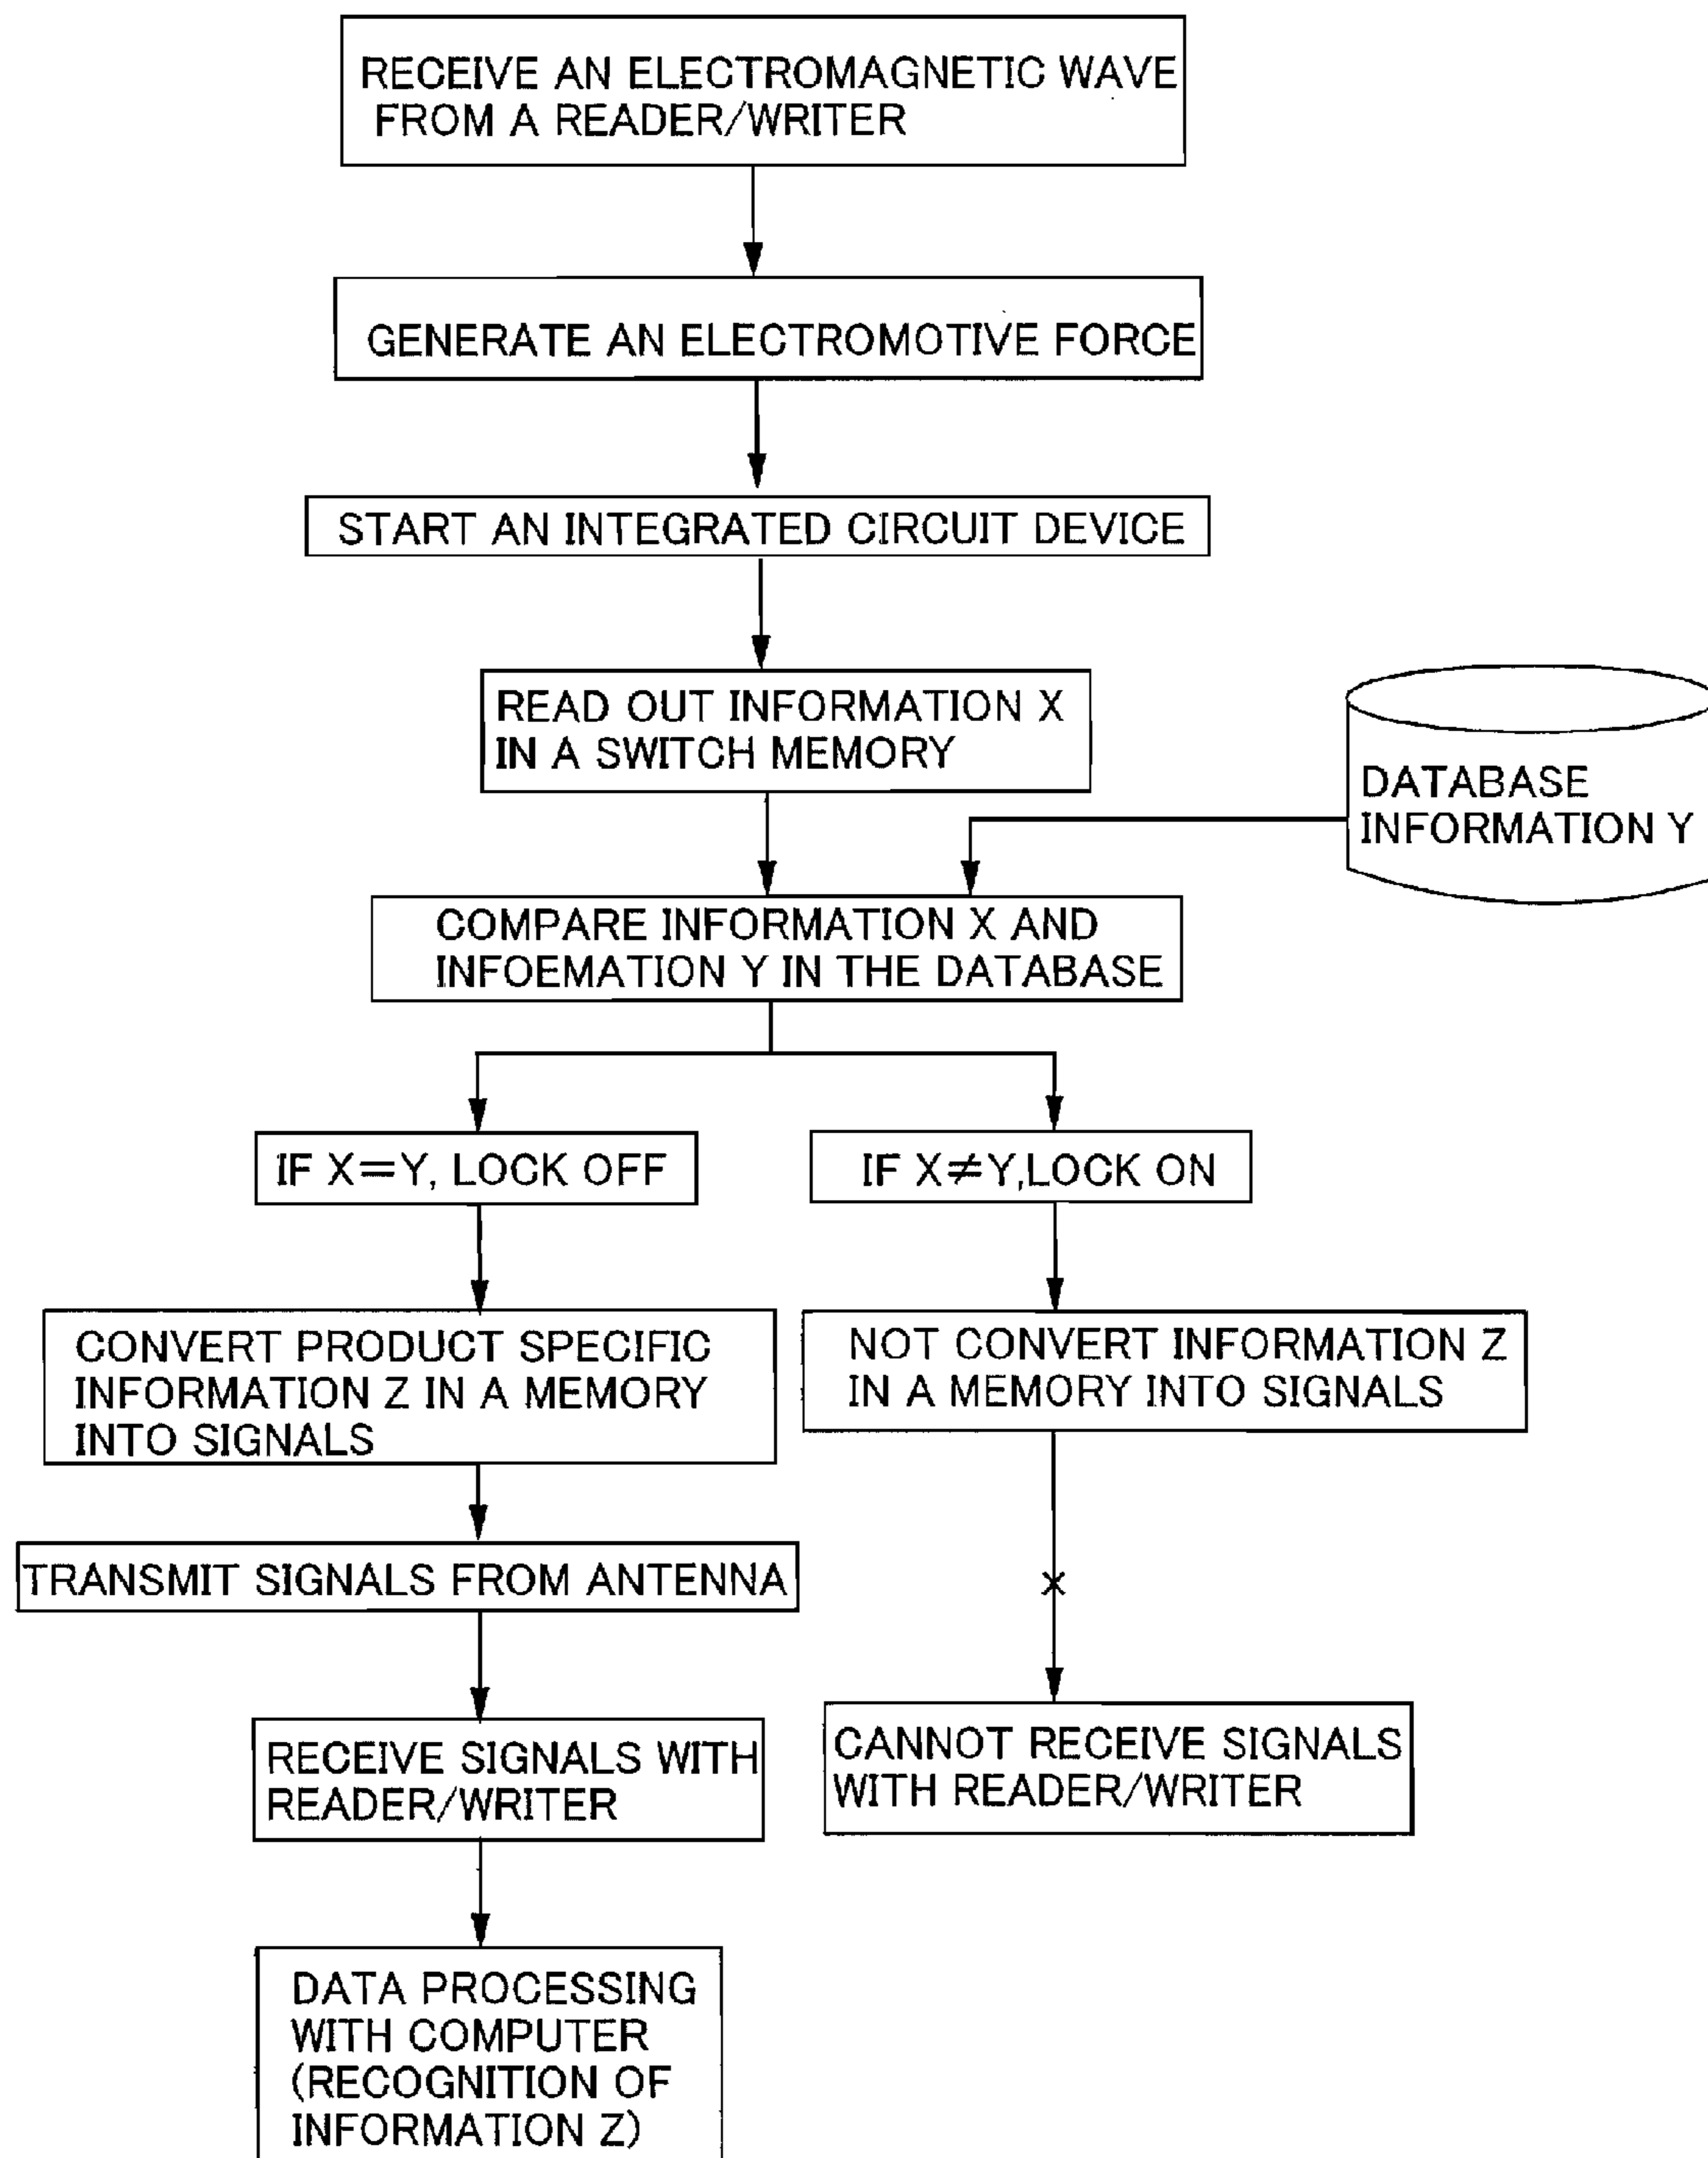 RECEIVE AN ELECTROMAGNETIC WAVE
FROM A READER/WRITER
GENERATE AN ELECTROMOTIVE FORCE
START AN INTEGRATED CIRCUIT DEVICE
READ OUT INFORMATION X
IN A SWITCH MEMORY
DATABASE
INFORMATION Y
COMPARE INFORMATION X AND
INFOEMATION Y IN THE DATABASE
IF X=Y, LOCK OFF
IF X≠Y,LOCK ON
CONVERT PRODUCT SPECIFIC
INFORMATION Z IN A MEMORY
INTO SIGNALS
NOT CONVERT INFORMATION Z
IN A MEMORY INTO SIGNALS
TRANSMIT SIGNALS FROM ANTENNA
RECEIVE SIGNALS WITH
READER/WRITER
CANNOT RECEIVE SIGNALS
WITH READER/WRITER
DATA PROCESSING
WITH COMPUTER
(RECOGNITION OF
INFORMATION Z)